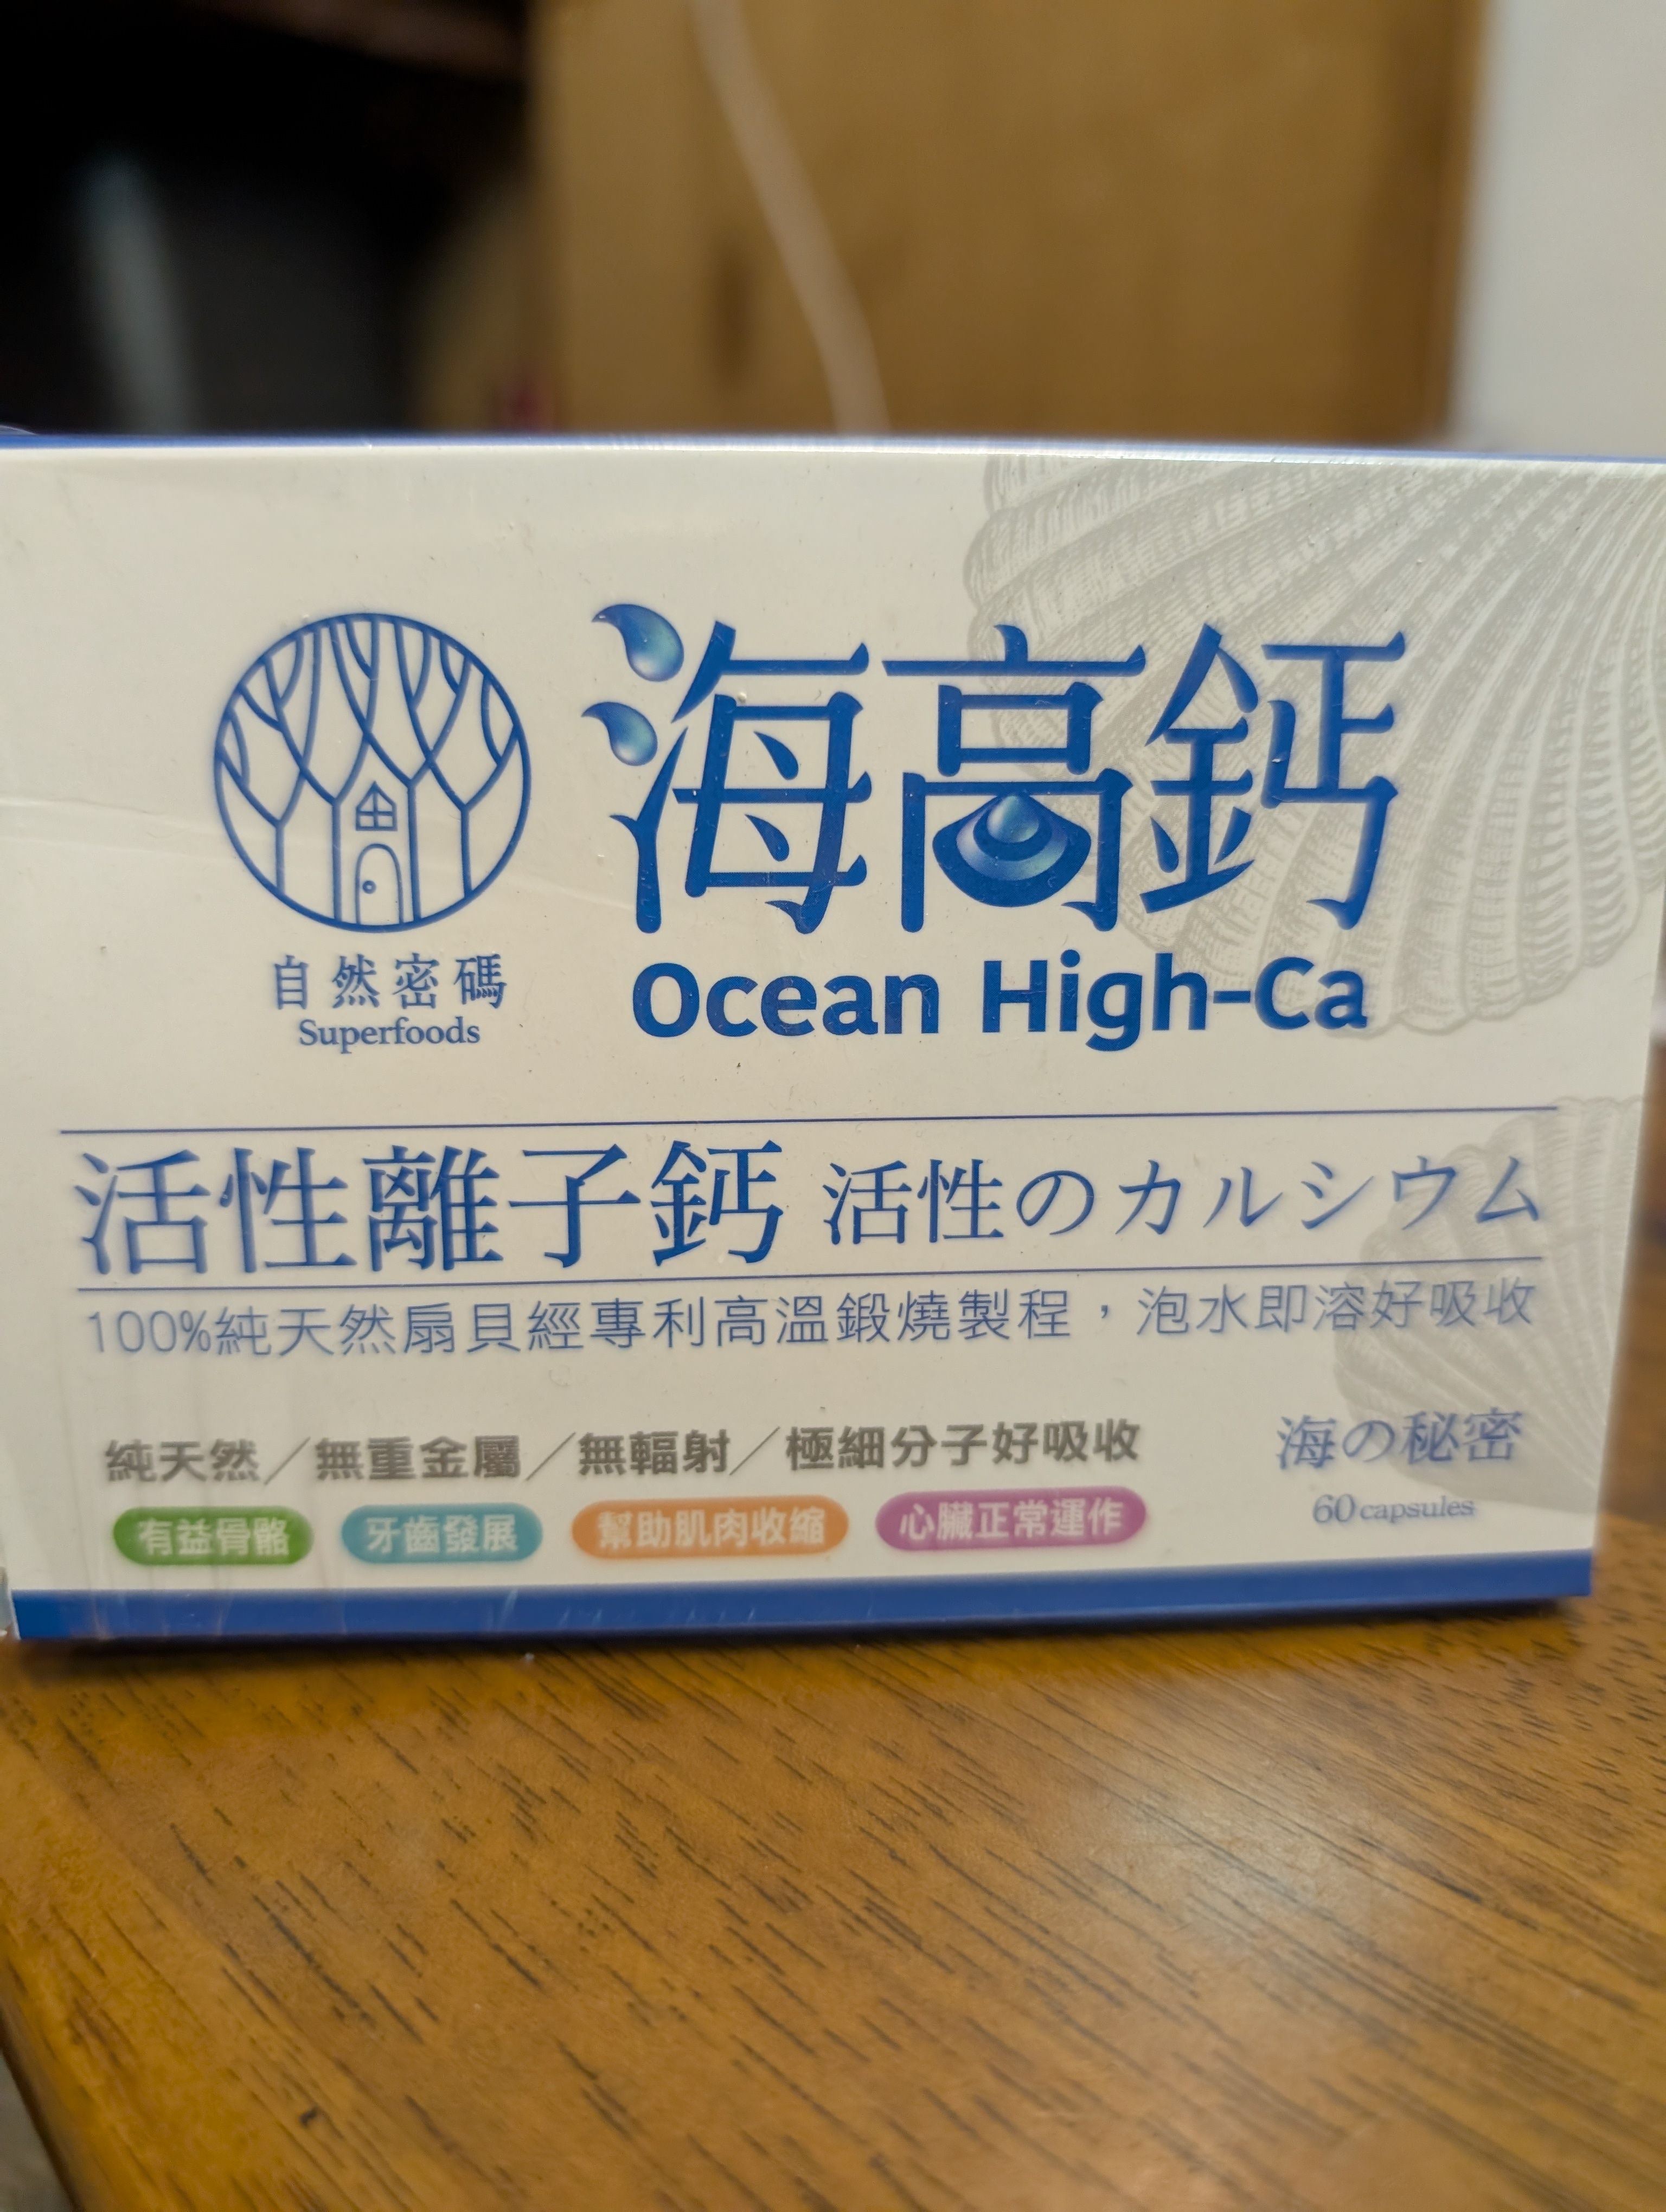 海高鈣
Ocean High-Ca
自然密碼
Superfoods
活性離子鈣 活性のカルシウム
100%純天然扇貝經專利高溫鍛燒製程，泡水即溶好吸收
純天然／無重金屬／無輻射／極細分子好吸收
有益骨骼 牙齒發展 幫助肌肉收縮 心臟正常運作
海の秘密
60 capsules